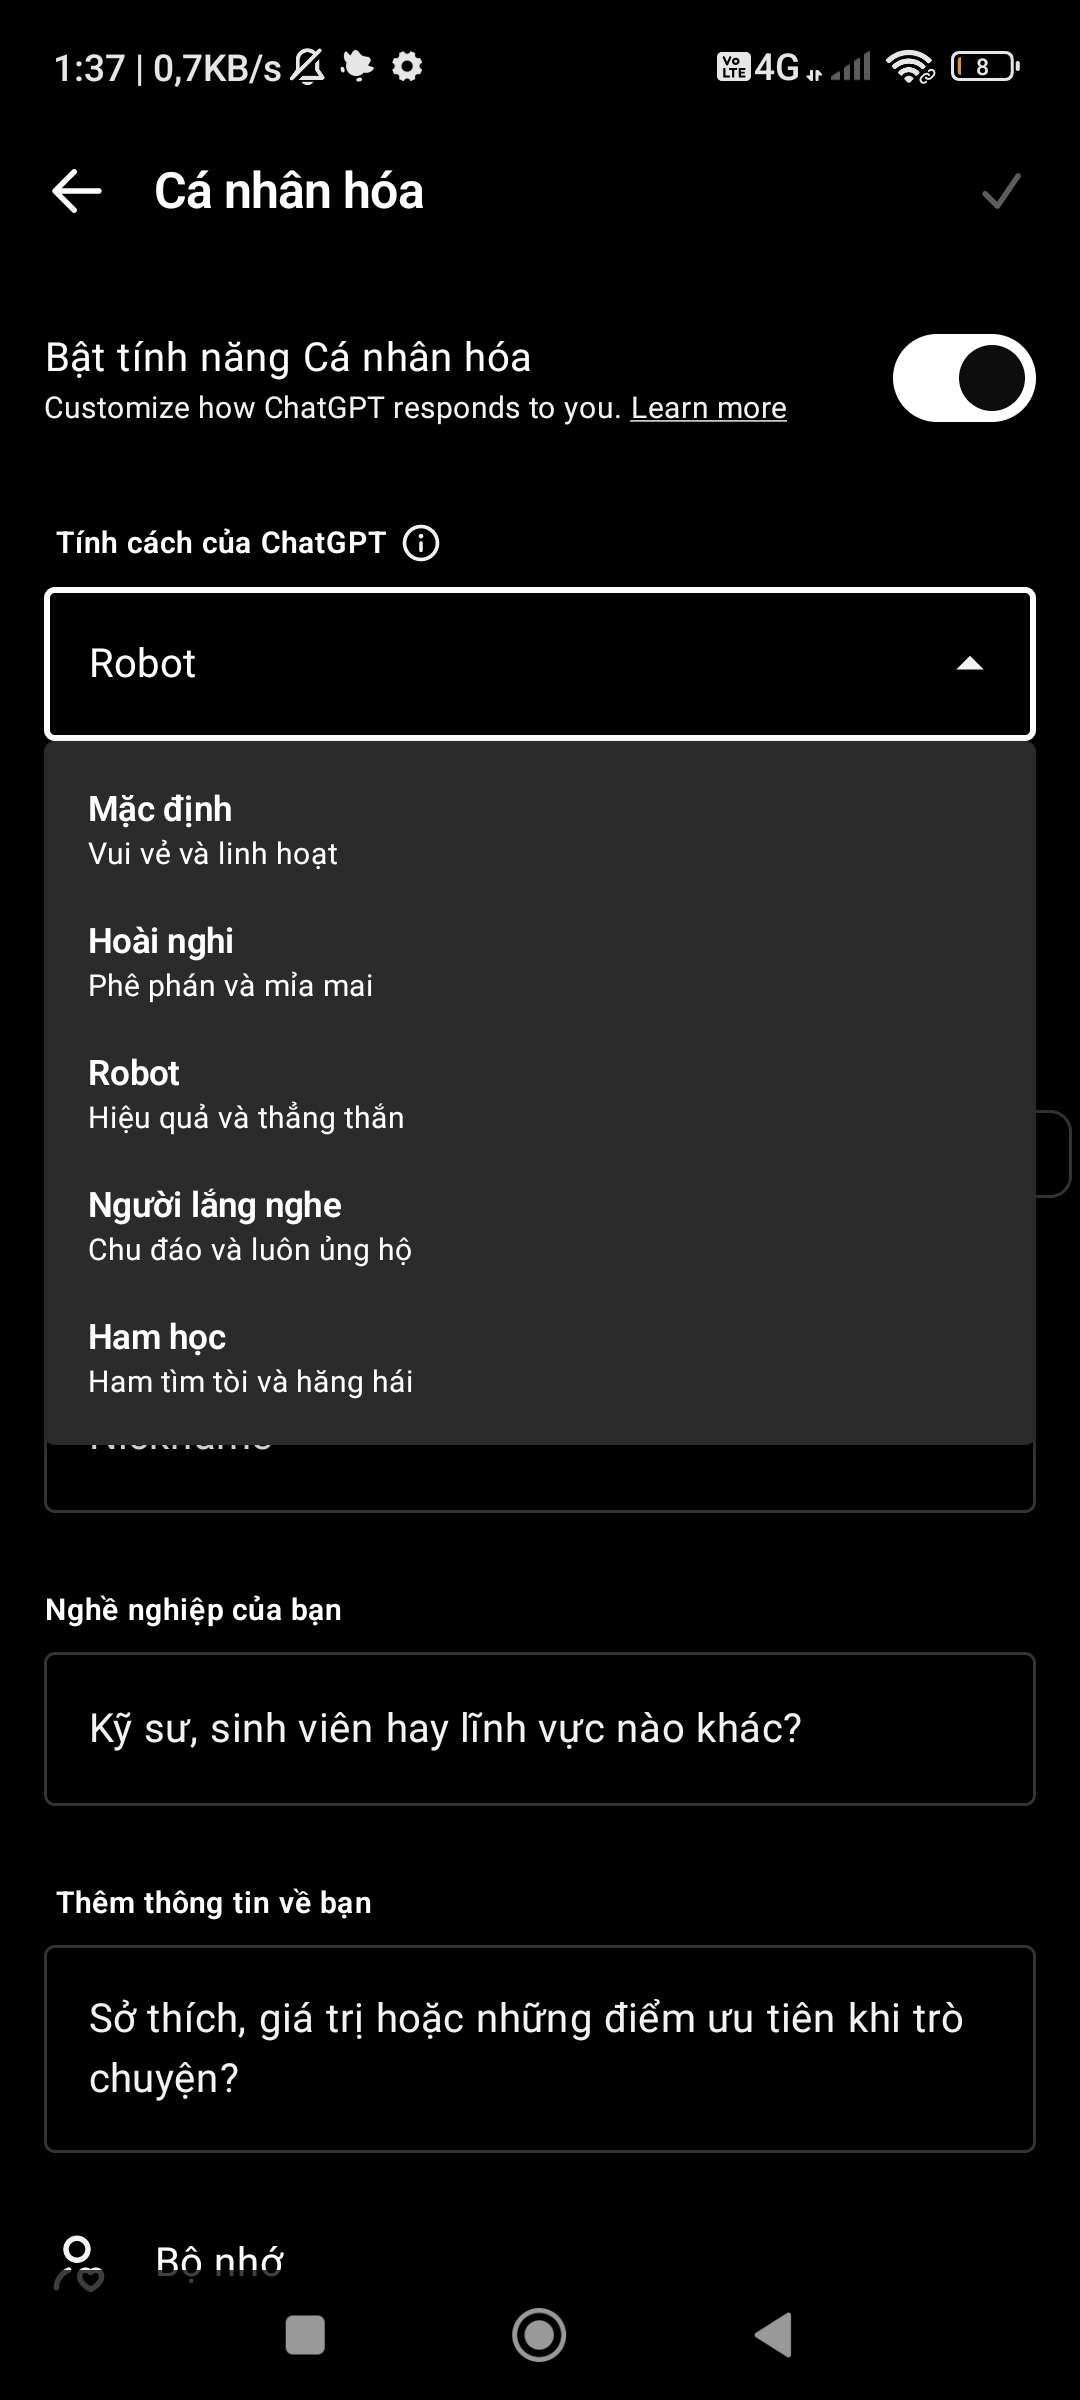 1:37 | 0,7KB/s
Vo LTE 4G 8
Cá nhân hóa
Bật tính năng Cá nhân hóa
Customize how ChatGPT responds to you. Learn more
Tính cách của ChatGPT
Robot
Mặc định
Vui vẻ và linh hoạt
Hoài nghi
Phê phán và mỉa mai
Robot
Hiệu quả và thẳng thắn
Người lắng nghe
Chu đáo và luôn ủng hộ
Ham học
Ham tìm tòi và hăng hái
Nghề nghiệp của bạn
Kỹ sư, sinh viên hay lĩnh vực nào khác?
Thêm thông tin về bạn
Sở thích, giá trị hoặc những điểm ưu tiên khi trò
chuyện?
Bộ nhớ